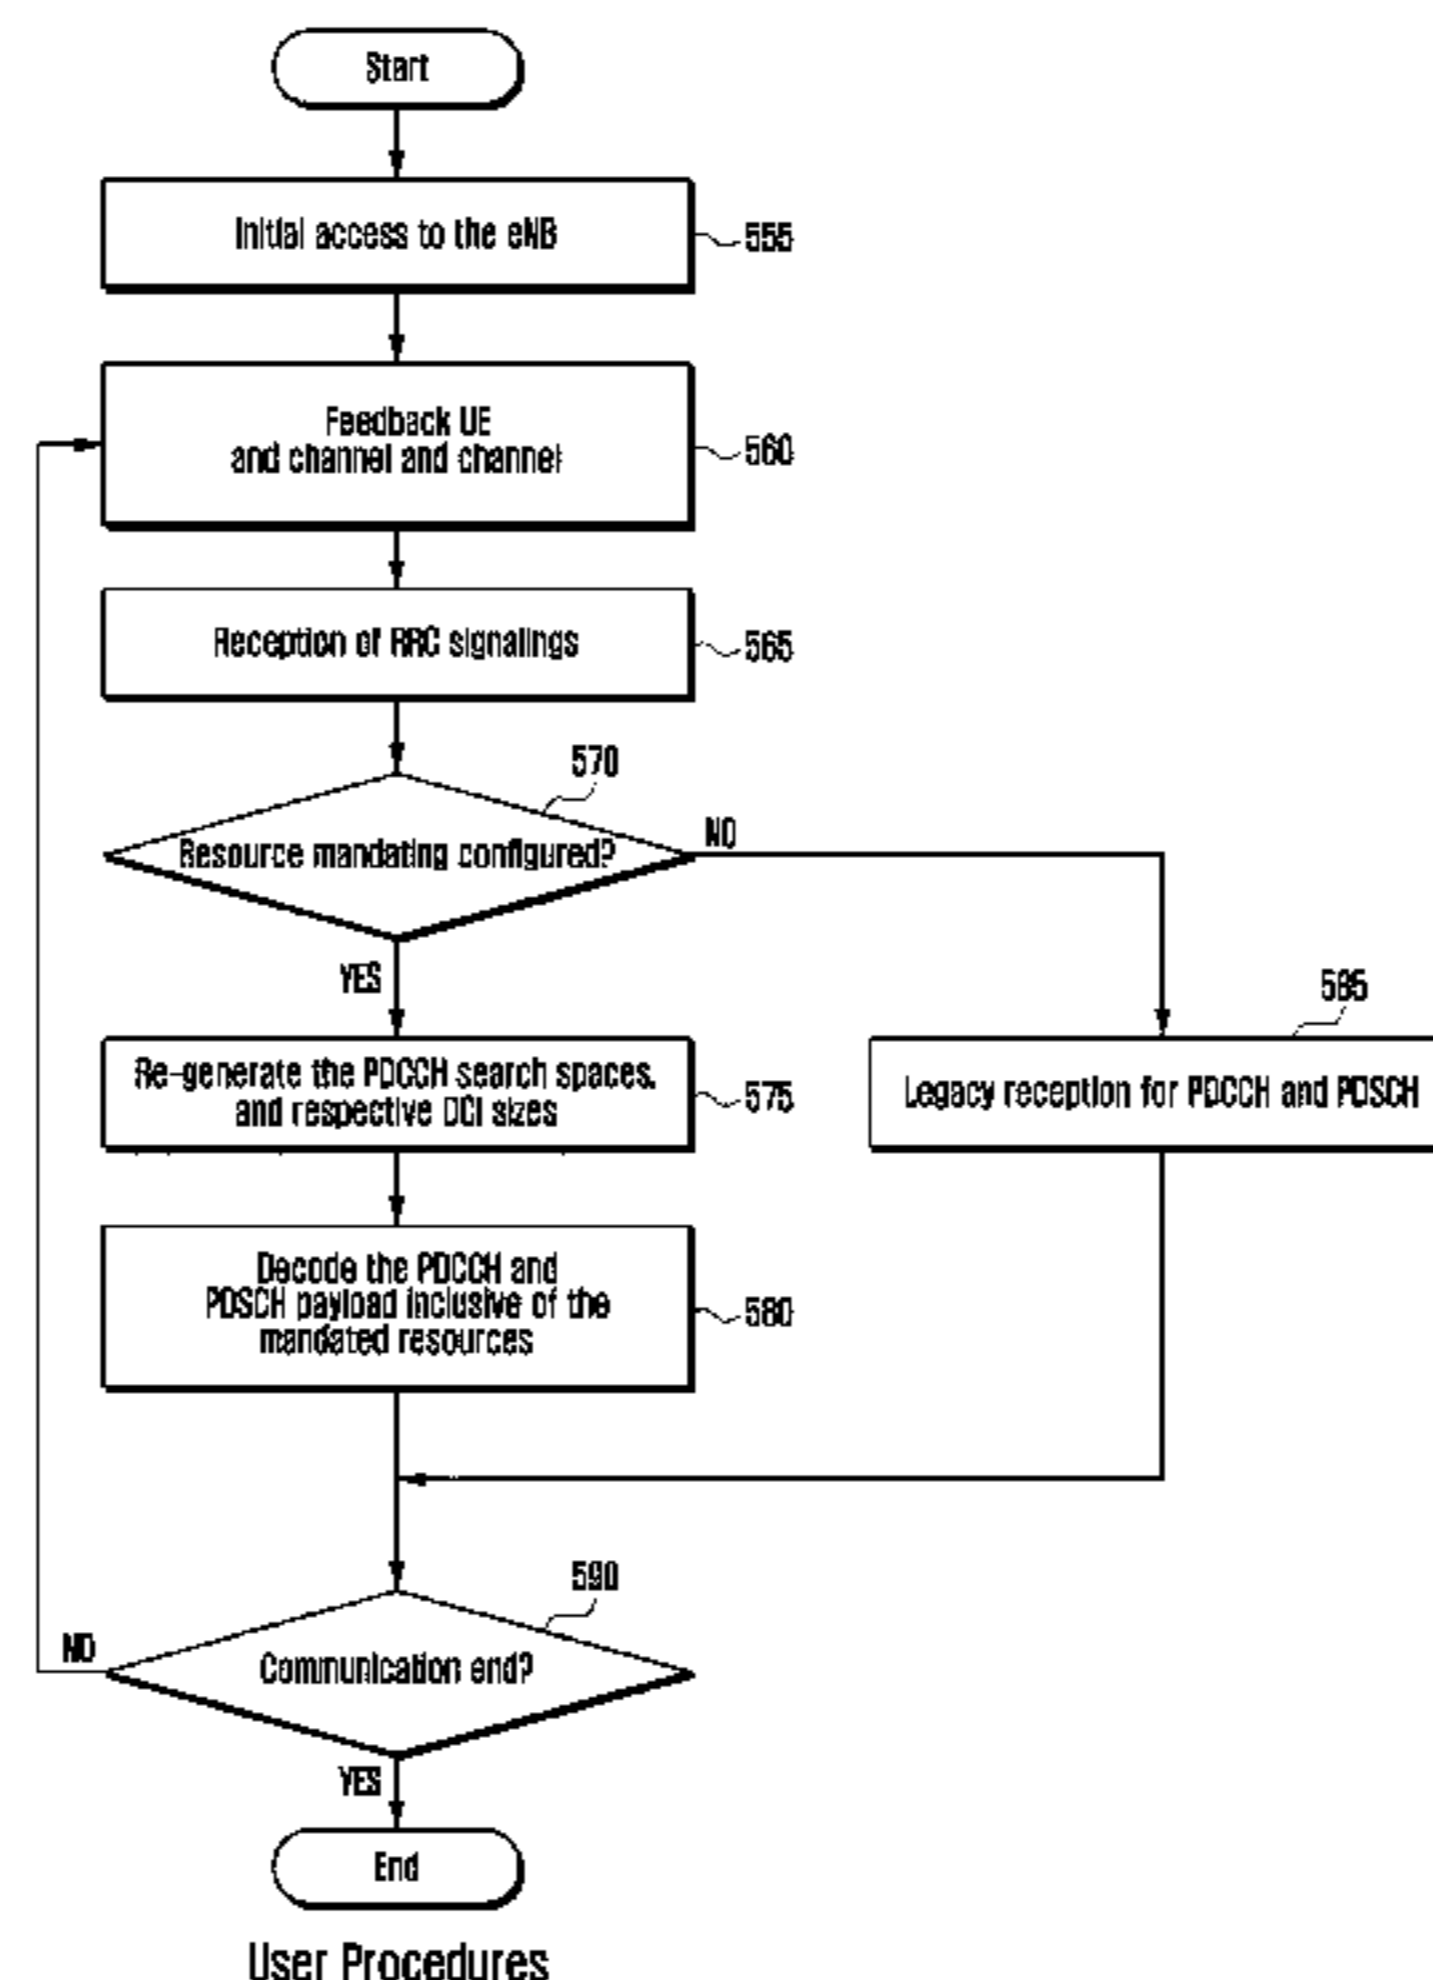 Start
Initial access to the eNB
555
Feedback UE
and channel and channel
560
Reception of RRC signalings
565
570
Resource mandating configured?
NO
YES
585
Re-generate the PDCCH search spaces,
and respective DCI sizes
575
Legacy reception for PDCCH and PDSCH
Decode the PDCCH and
PDSCH payload inclusive of the
mandated resources
580
590
Communication end?
NO
YES
End
User Procedures